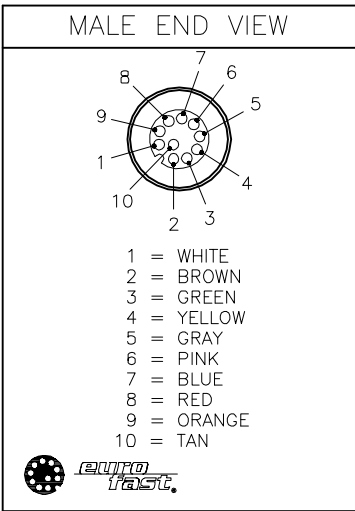 MALE END VIEW
7
8 6
9 5
1 4
10 3
2
1 = WHITE
2 = BROWN
3 = GREEN
4 = YELLOW
5 = GRAY
6 = PINK
7 = BLUE
8 = RED
9 = ORANGE
10 = TAN
euro
fast.